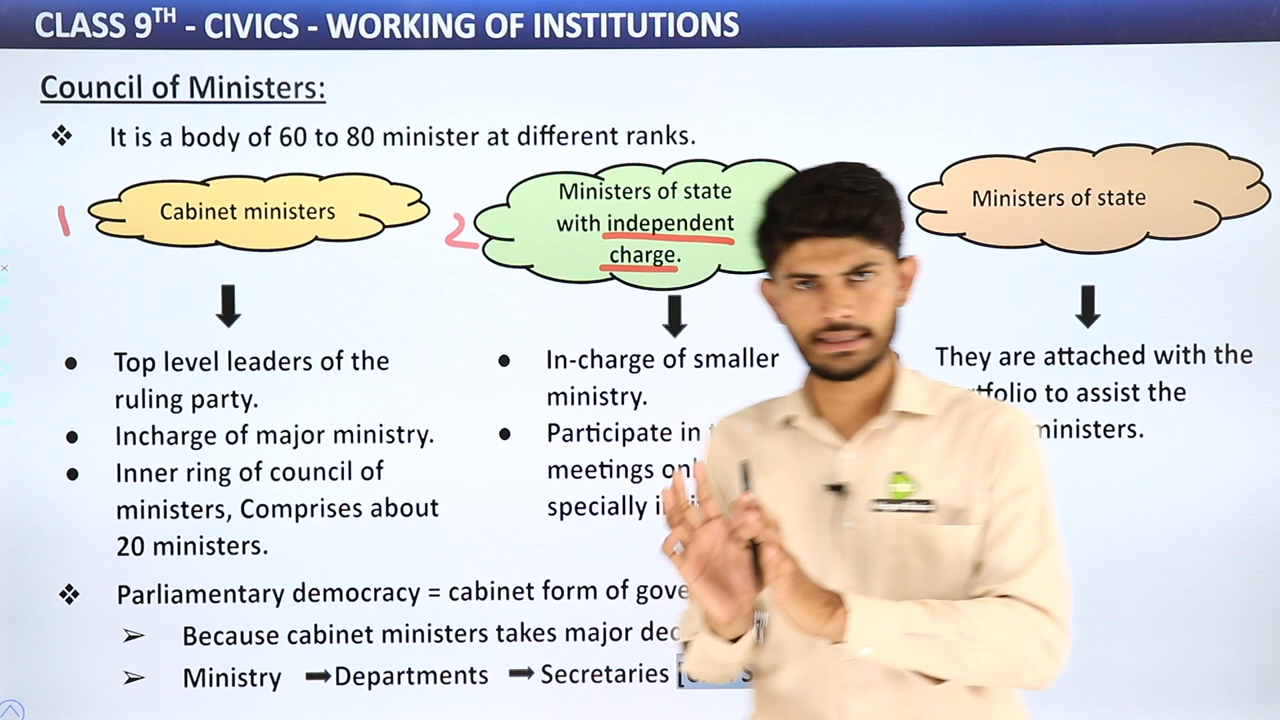 CLASS 9TH - CIVICS - WORKING OF INSTITUTIONS
Council of Ministers:
It is a body of 60 to 80 minister at different ranks.
1
Cabinet ministers
2
Ministers of state
with independent
charge.
Ministers of state
Top level leaders of the
ruling party.
Incharge of major ministry.
Inner ring of council of
ministers, Comprises about
20 ministers.
In-charge of smaller
ministry.
Participate in
meetings
specially
They are attached with the
to assist the
ministers.
Parliamentary democracy = cabinet form of
Because cabinet ministers takes major
Ministry ➡Departments ➡Secretaries